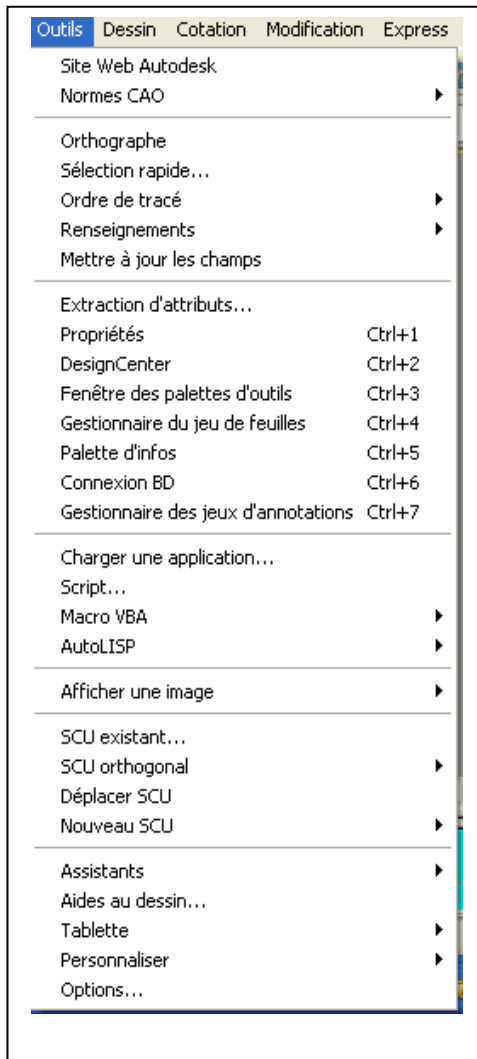 Outils Dessin Cotation Modification Express
Site Web Autodesk
Normes CAO
Orthographe
Sélection rapide...
Ordre de tracé
Renseignements
Mettre à jour les champs
Extraction d'attributs...
Propriétés Ctrl+1
DesignCenter Ctrl+2
Fenêtre des palettes d'outils Ctrl+3
Gestionnaire du jeu de feuilles Ctrl+4
Palette d'infos Ctrl+5
Connexion BD Ctrl+6
Gestionnaire des jeux d'annotations Ctrl+7
Charger une application...
Script...
Macro VBA
AutoLISP
Afficher une image
SCU existant...
SCU orthogonal
Déplacer SCU
Nouveau SCU
Assistants
Aides au dessin...
Tablette
Personnaliser
Options...